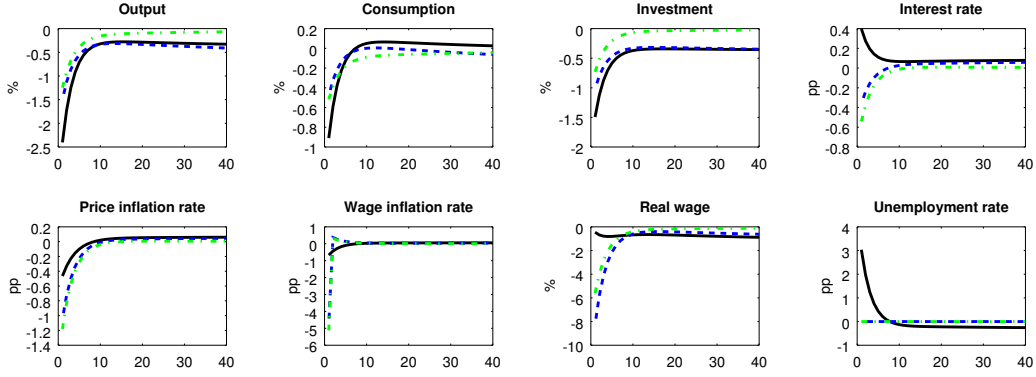 Output
0
-0.5
-1
-1.5
-2
-2.5
%
0 10 20 30 40
Consumption
0.2
0
-0.2
-0.4
-0.6
-0.8
-1
%
0 10 20 30 40
Investment
0
-0.5
-1
-1.5
-2
%
0 10 20 30 40
Interest rate
0.4
0.2
0
-0.2
-0.4
-0.6
-0.8
pp
0 10 20 30 40
Price inflation rate
0.2
0
-0.2
-0.4
-0.6
-0.8
-1
-1.2
-1.4
pp
0 10 20 30 40
Wage inflation rate
1
0
-1
-2
-3
-4
-5
-6
pp
0 10 20 30 40
Real wage
0
-2
-4
-6
-8
-10
%
0 10 20 30 40
Unemployment rate
4
3
2
1
0
-1
pp
0 10 20 30 40